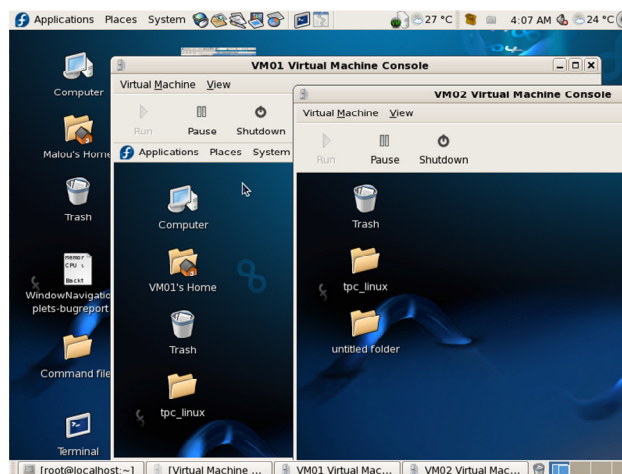 Applications Places System 27 °C 4:07 AM 24 °C
VM01 Virtual Machine Console
Virtual Machine View
Run Pause Shutdown
Applications Places System
VM02 Virtual Machine Console
Virtual Machine View
Run Pause Shutdown
Computer
Malou's Home
Trash
Memor
CPU
Backt
WindowNavigatio
plets-bugreport
Command file
Terminal
Computer
VM01's Home
Trash
tpc_linux
Trash
tpc_linux
untitled folder
[root@localhost:~] [Virtual Machine ... VM01 Virtual Mac... VM02 Virtual Mac...